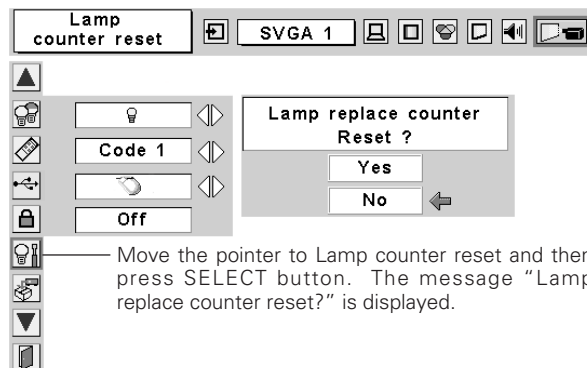 Lamp
counter reset
SVGA 1
Lamp replace counter
Reset ?
Code 1
Yes
No
Off
Move the pointer to Lamp counter reset and then
press SELECT button. The message “Lamp
replace counter reset?” is displayed.